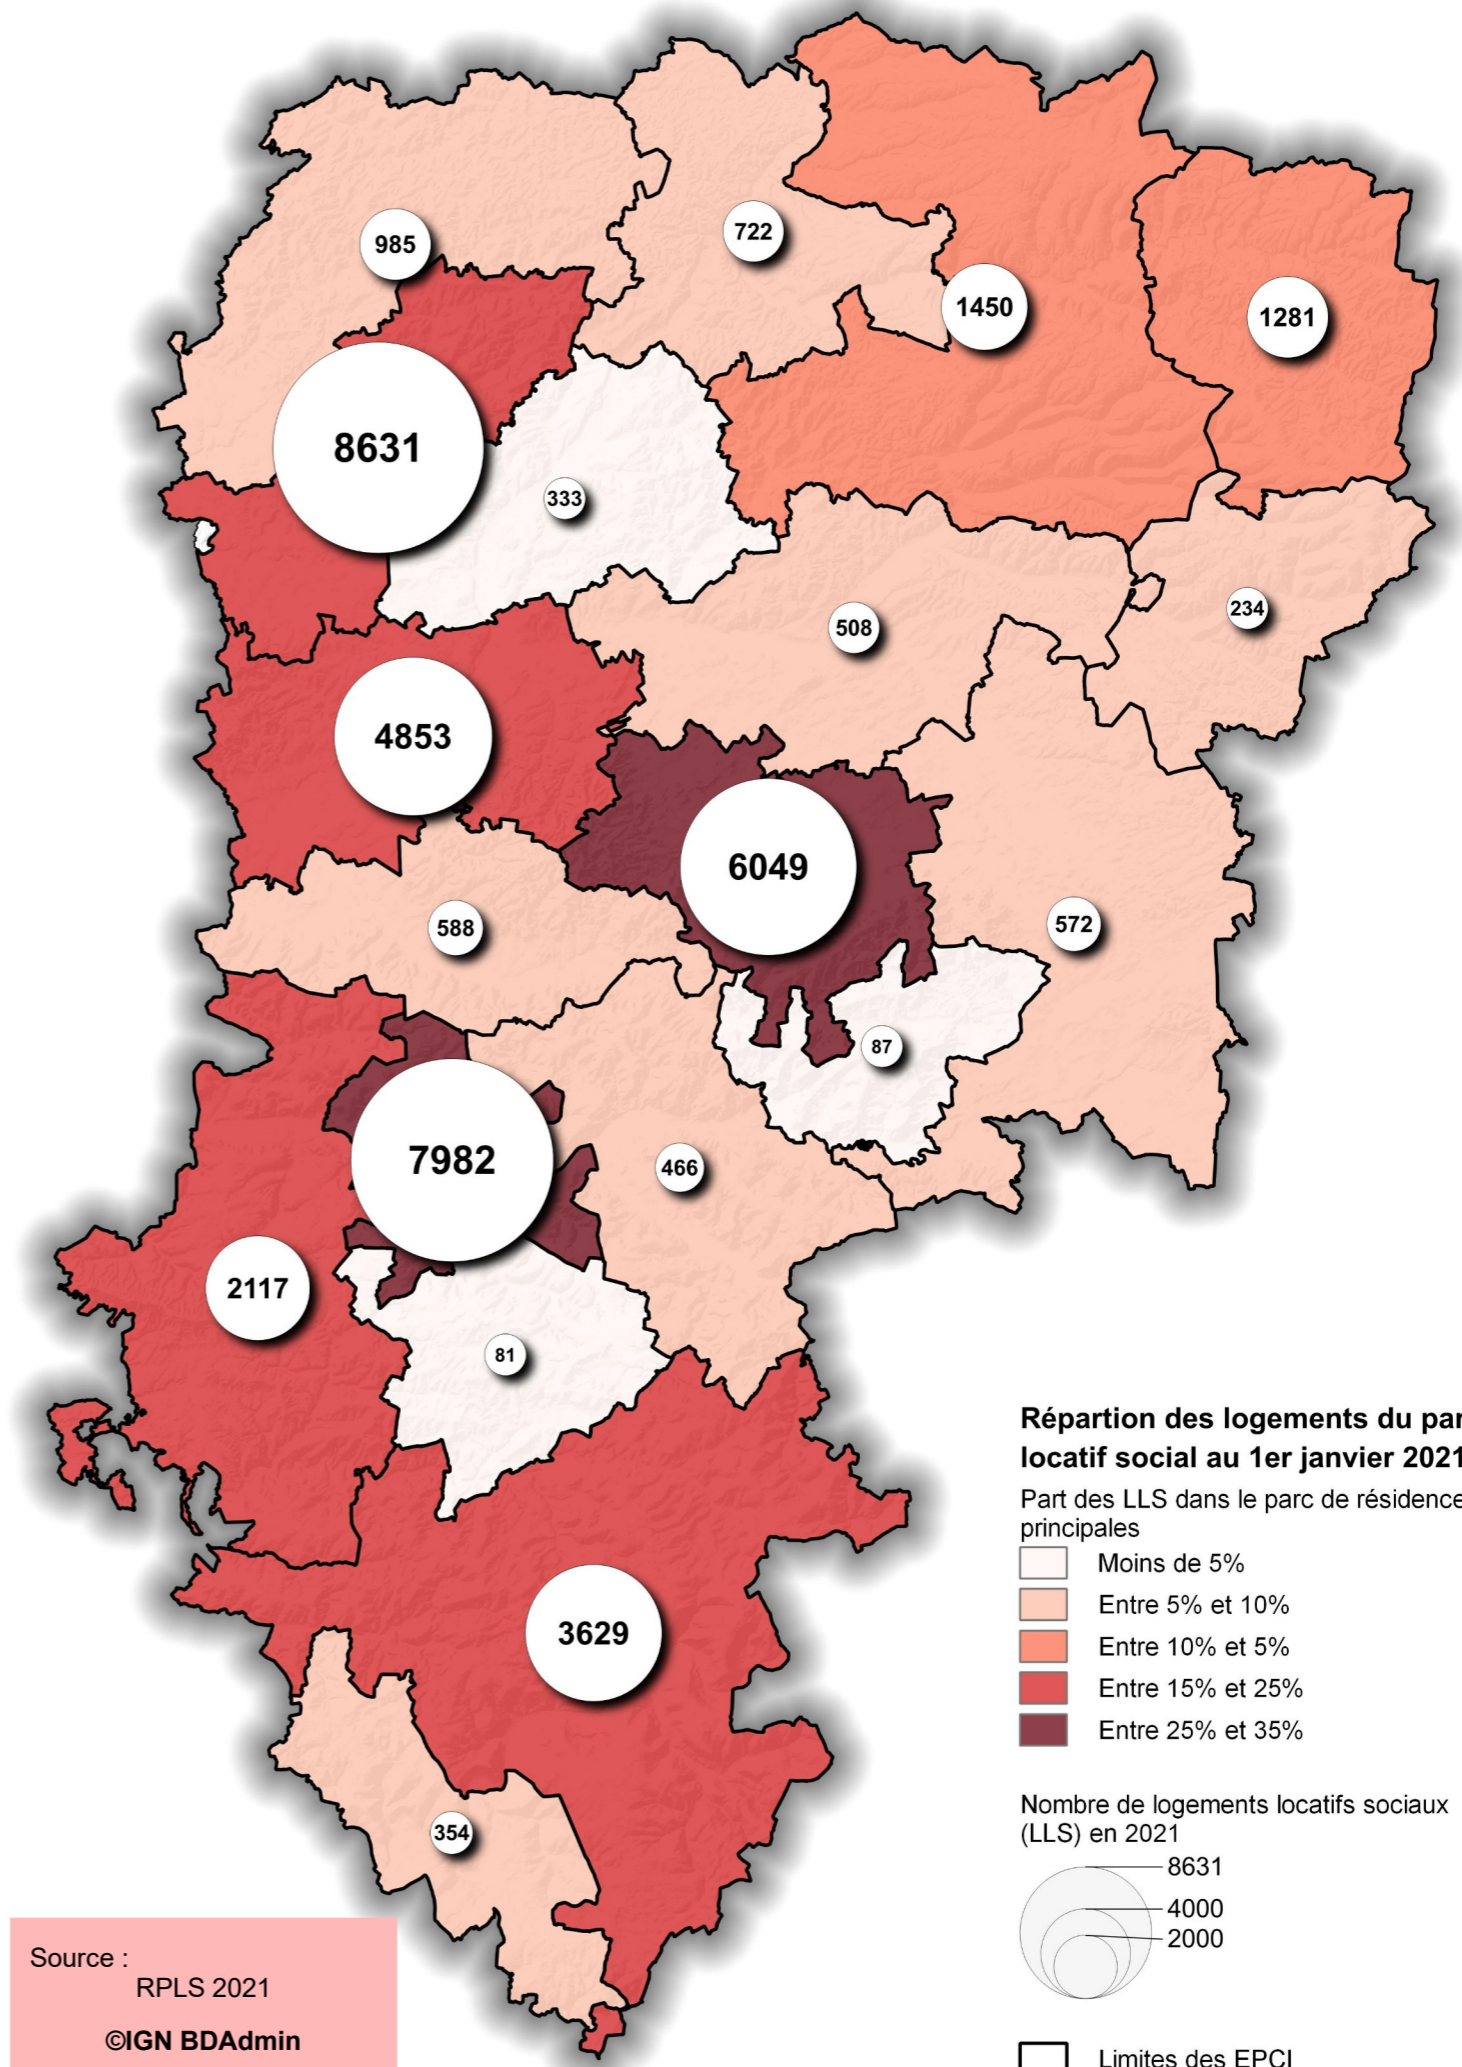 985
722
1450
1281
8631
333
508
234
4853
6049
588
572
87
7982
466
2117
81
3629
354
Répartion des logements du par
locatif social au 1er janvier 2021
Part des LLS dans le parc de résidence
principales
Moins de 5%
Entre 5% et 10%
Entre 10% et 5%
Entre 15% et 25%
Entre 25% et 35%
Nombre de logements locatifs sociaux
(LLS) en 2021
8631
4000
2000
Limites des EPCI
Source :
RPLS 2021
©IGN BDAdmin